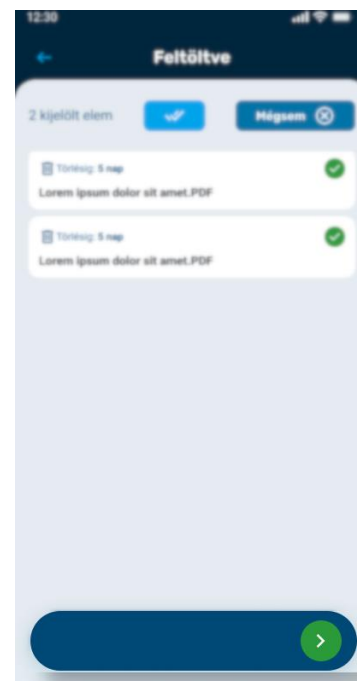 12:30
Feltöltve
2 kijelölt elem
Mégsem
Törlésig: 5 nap
Lorem ipsum dolor sit amet.PDF
Törlésig: 5 nap
Lorem ipsum dolor sit amet.PDF